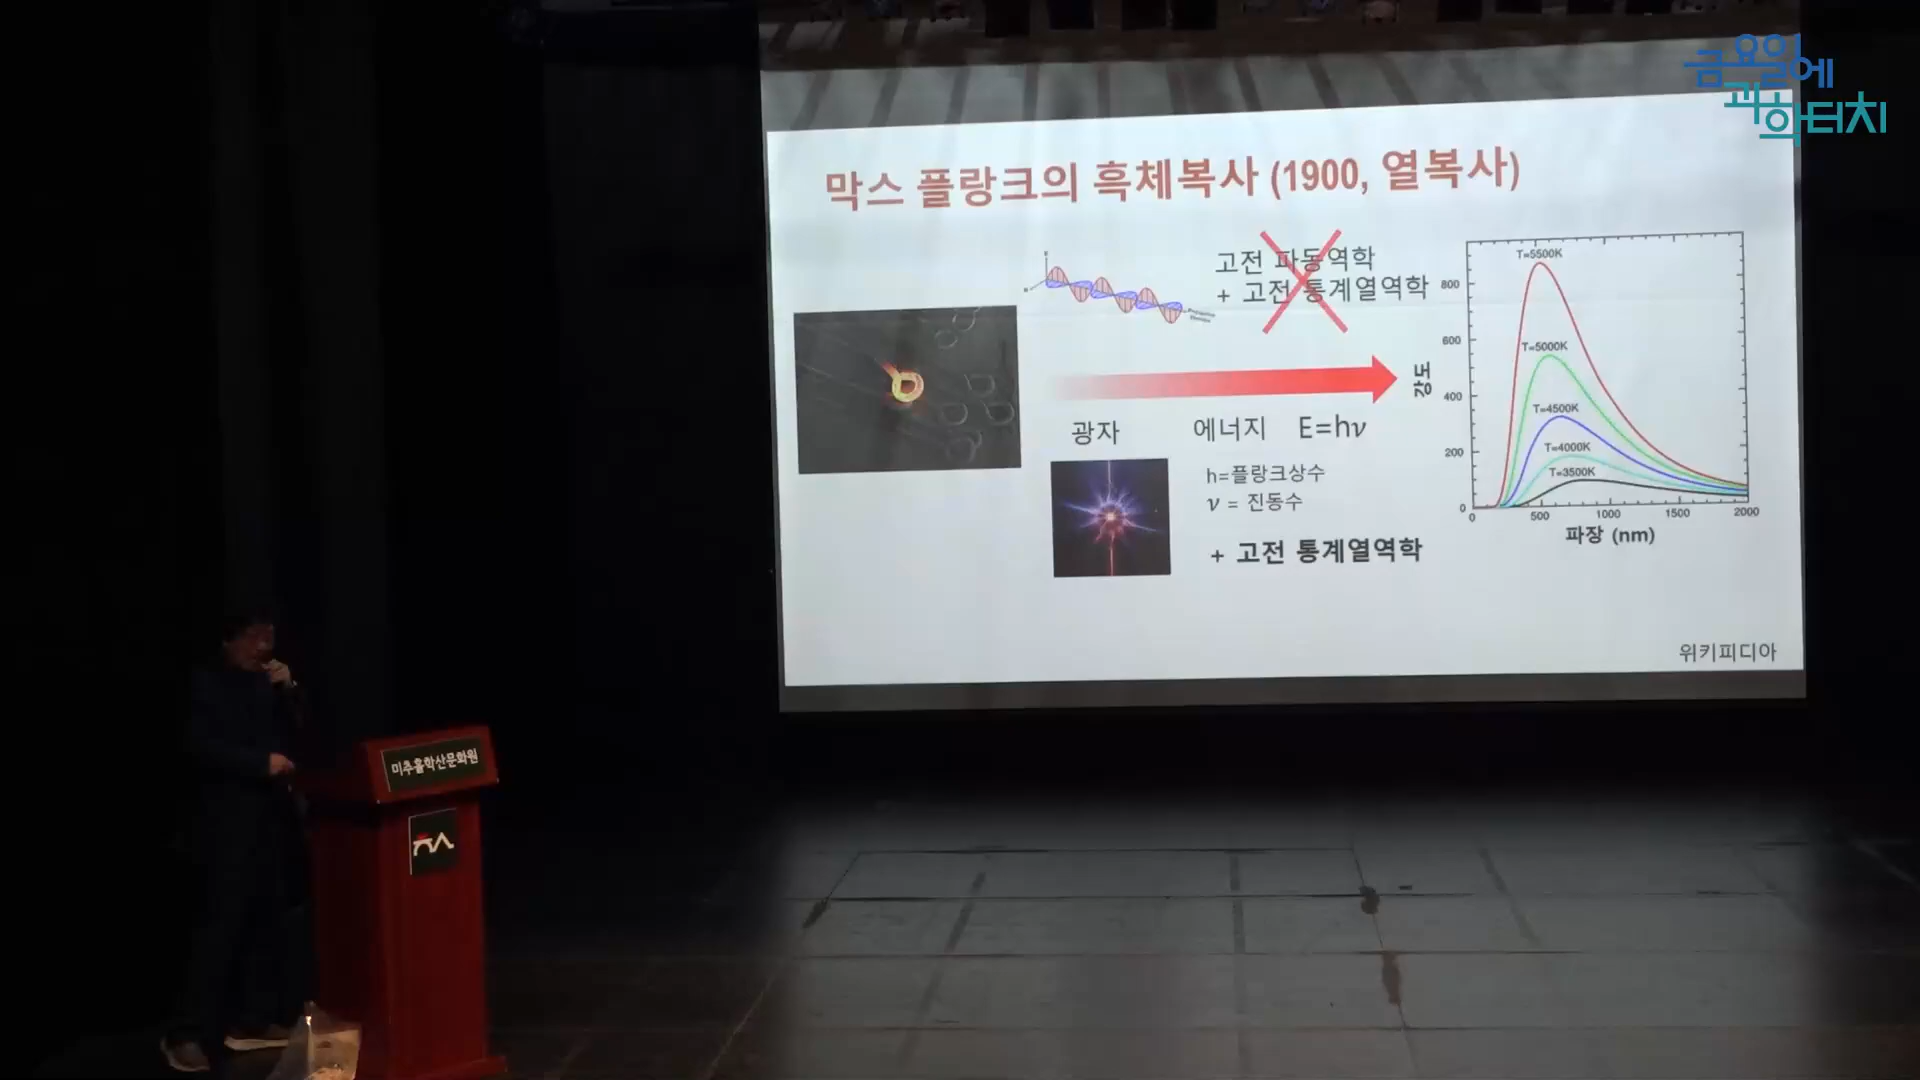 금요일에
과학터치
막스 플랑크의 흑체복사 (1900, 열복사)
고전 파동역학
+ 고전 통계열역학
광자
에너지 E=hν
h=플랑크상수
ν = 진동수
+ 고전 통계열역학
강도
800
600
400
200
0
T=5500K
T=5000K
T=4500K
T=4000K
T=3500K
0 500 1000 1500 2000
파장 (nm)
위키피디아
미추홀학산문화원